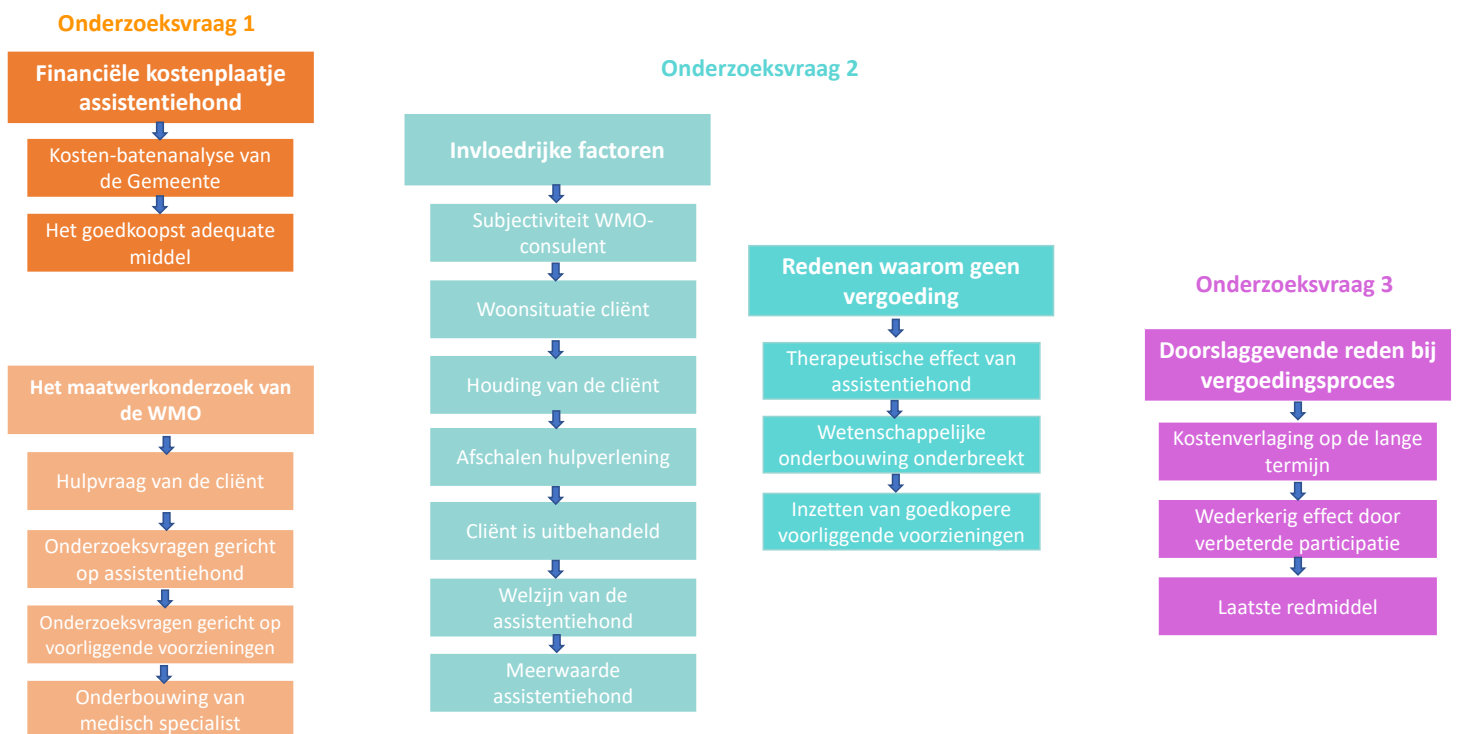 Onderzoeksvraag 1
Financiële kostenplaatje
assistentiehond
Kosten-batenanalyse van
de Gemeente
Het goedkoopst adequate
middel
Het maatwerkonderzoek van
de WMO
Hulpvraag van de cliënt
Onderzoeksvragen gericht
op assistentiehond
Onderzoeksvragen gericht op
voorliggende voorzieningen
Onderbouwing van
medisch specialist
Onderzoeksvraag 2
Invloedrijke factoren
Subjectiviteit WMO-
consulent
Woonsituatie cliënt
Houding van de cliënt
Afschalen hulpverlening
Cliënt is uitbehandeld
Welzijn van de
assistentiehond
Meerwaarde
assistentiehond
Redenen waarom geen
vergoeding
Therapeutische effect van
assistentiehond
Wetenschappelijke
onderbouwing onderbreekt
Inzetten van goedkopere
voorliggende voorzieningen
Onderzoeksvraag 3
Doorslaggevende reden bij
vergoedingsproces
Kostenverlaging op de lange
termijn
Wederkerig effect door
verbeterde participatie
Laatste redmiddel